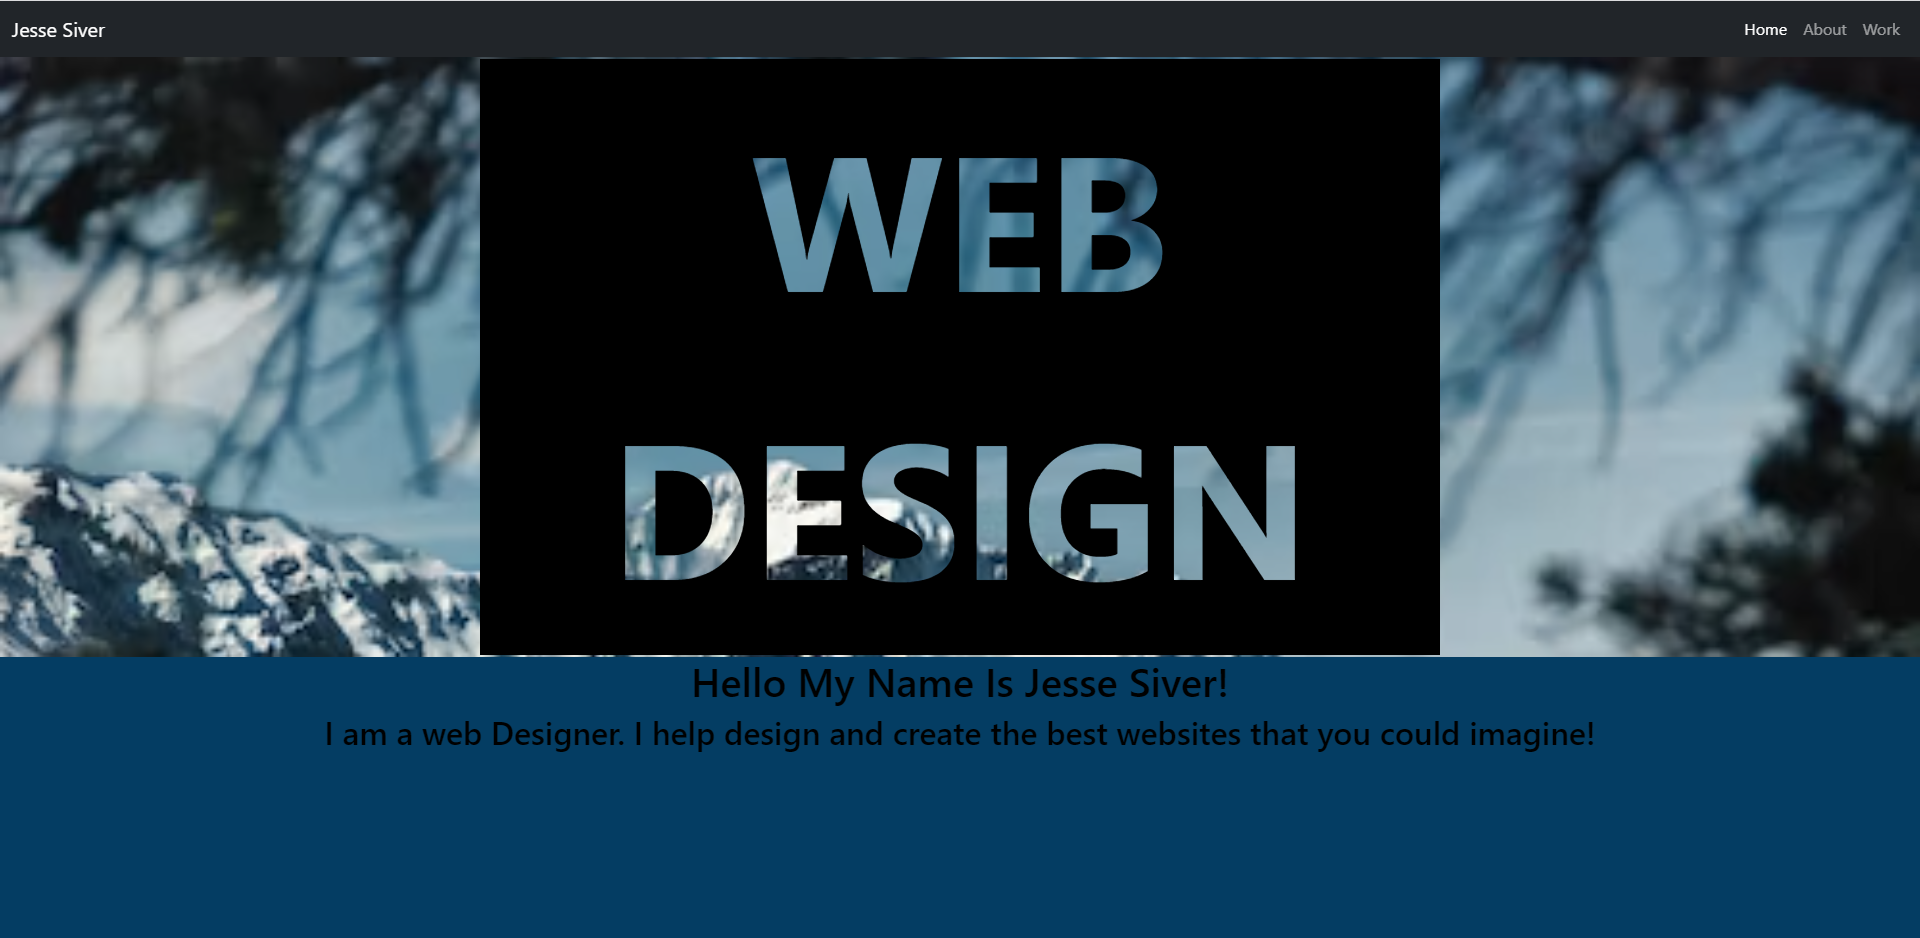 Jesse Siver
Home About Work
WEB
DESIGN
Hello My Name Is Jesse Siver!
I am a web Designer. I help design and create the best websites that you could imagine!